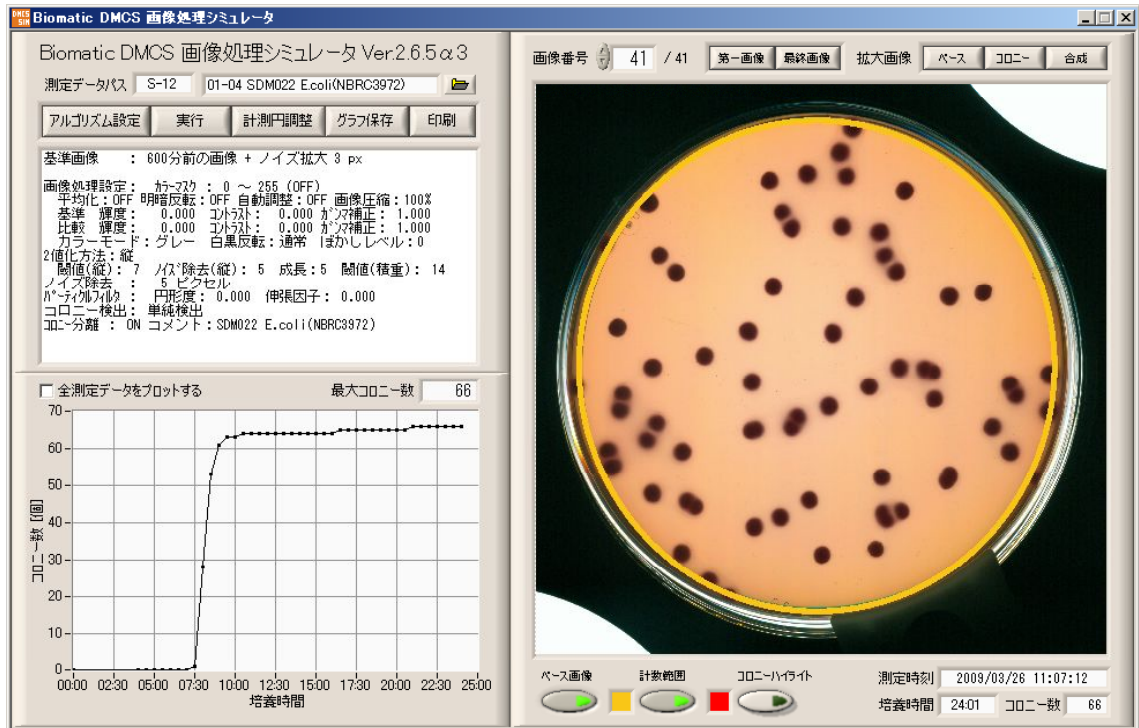 DMCS SIM Biomatic DMCS 画像処理シミュレータ
Biomatic DMCS 画像処理シミュレータ Ver.2.6.5α3
測定データパス S-12 01-04 SDM022 E.coli(NBRC3972)
アルゴリズム設定 実行 計測円調整 グラフ保存 印刷
基準画像 : 600分前の画像 + ノイズ拡大 3 px
画像処理設定: カラーマスク : 0 ～ 255 (OFF)
平均化:OFF 明暗反転:OFF 自動調整:OFF 画像圧縮:100%
基準 輝度: 0.000 コントラスト: 0.000 ガンマ補正: 1.000
比較 輝度: 0.000 コントラスト: 0.000 ガンマ補正: 1.000
カラーモード:グレー 白黒反転:通常 ぼかしレベル:0
2値化方法:縦
閾値(縦): 7 ノイズ除去(縦): 5 成長:5 閾値(積重): 14
ノイズ除去 : 5 ピクセル
パーティクルフィルタ : 円形度: 0.000 伸張因子: 0.000
コロニー検出: 単純検出
コロニー分離 : ON コメント:SDM022 E.coli(NBRC3972)
全測定データをプロットする 最大コロニー数 66
コロニー数 [個]
70
60
50
40
30
20
10
0
00:00 02:30 05:00 07:30 10:00 12:30 15:00 17:30 20:00 22:30 25:00
培養時間
画像番号 41 / 41 第一画像 最終画像 拡大画像 ベース コロニー 合成
ベース画像 計数範囲 コロニーハイライト
測定時刻 2009/03/26 11:07:12
培養時間 24:01 コロニー数 66